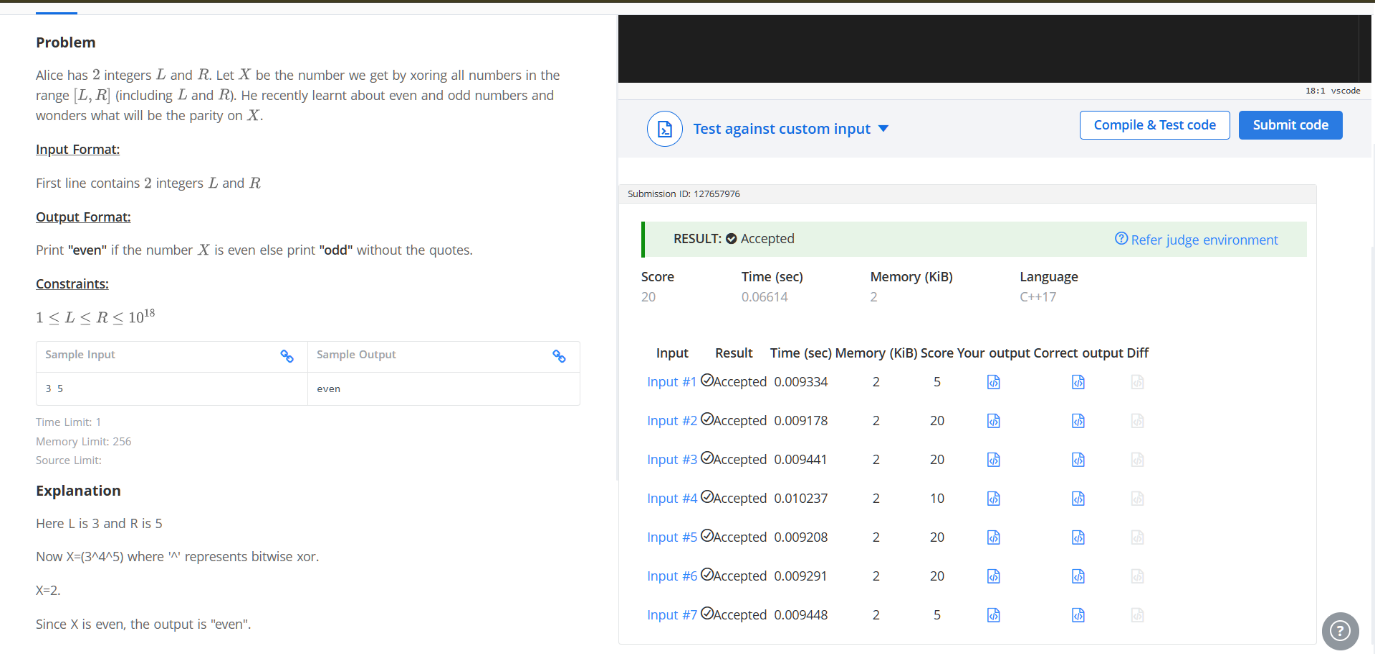 Problem
Alice has 2 integers L and R. Let X be the number we get by xoring all numbers in the
range [L, R] (including L and R). He recently learnt about even and odd numbers and
wonders what will be the parity on X.
Input Format:
First line contains 2 integers L and R
Output Format:
Print "even" if the number X is even else print "odd" without the quotes.
Constraints:
1 ≤ L ≤ R ≤ 10¹⁸
Sample Input
Sample Output
3 5
even
Time Limit: 1
Memory Limit: 256
Source Limit:
Explanation
Here L is 3 and R is 5
Now X=(3^4^5) where '^' represents bitwise xor.
X=2.
Since X is even, the output is "even".
18:1 vscode
Test against custom input
Compile & Test code
Submit code
Submission ID: 127657976
RESULT: Accepted
Refer judge environment
Score Time (sec) Memory (KiB) Language
20 0.06614 2 C++17
Input Result Time (sec) Memory (KiB) Score Your output Correct output Diff
Input #1 Accepted 0.009334 2 5
Input #2 Accepted 0.009178 2 20
Input #3 Accepted 0.009441 2 20
Input #4 Accepted 0.010237 2 10
Input #5 Accepted 0.009208 2 20
Input #6 Accepted 0.009291 2 20
Input #7 Accepted 0.009448 2 5
?